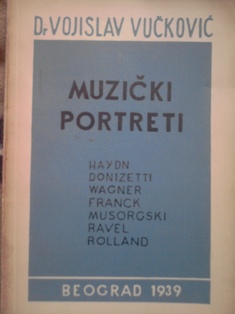 Dr VOJISLAV VUČKOVIĆ
MUZIČKI
PORTRETI
HAYDN
DONIZETTI
WAGNER
FRANCK
MUSORGSKI
RAVEL
ROLLAND
BEOGRAD 1939